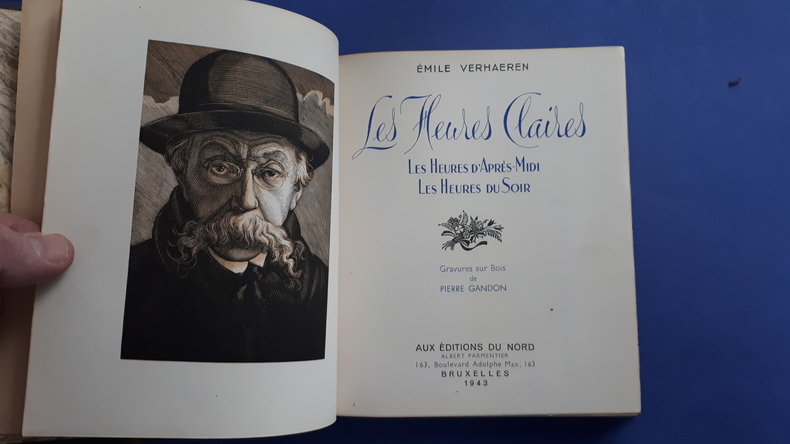 ÉMILE VERHAEREN
Les Heures Claires
LES HEURES D'APRÈS-MIDI
LES HEURES DU SOIR
Gravures sur Bois
de
PIERRE GANDON
AUX ÉDITIONS DU NORD
ALBERT PARMENTIER
163, Boulevard Adolphe Max, 163
BRUXELLES
1943